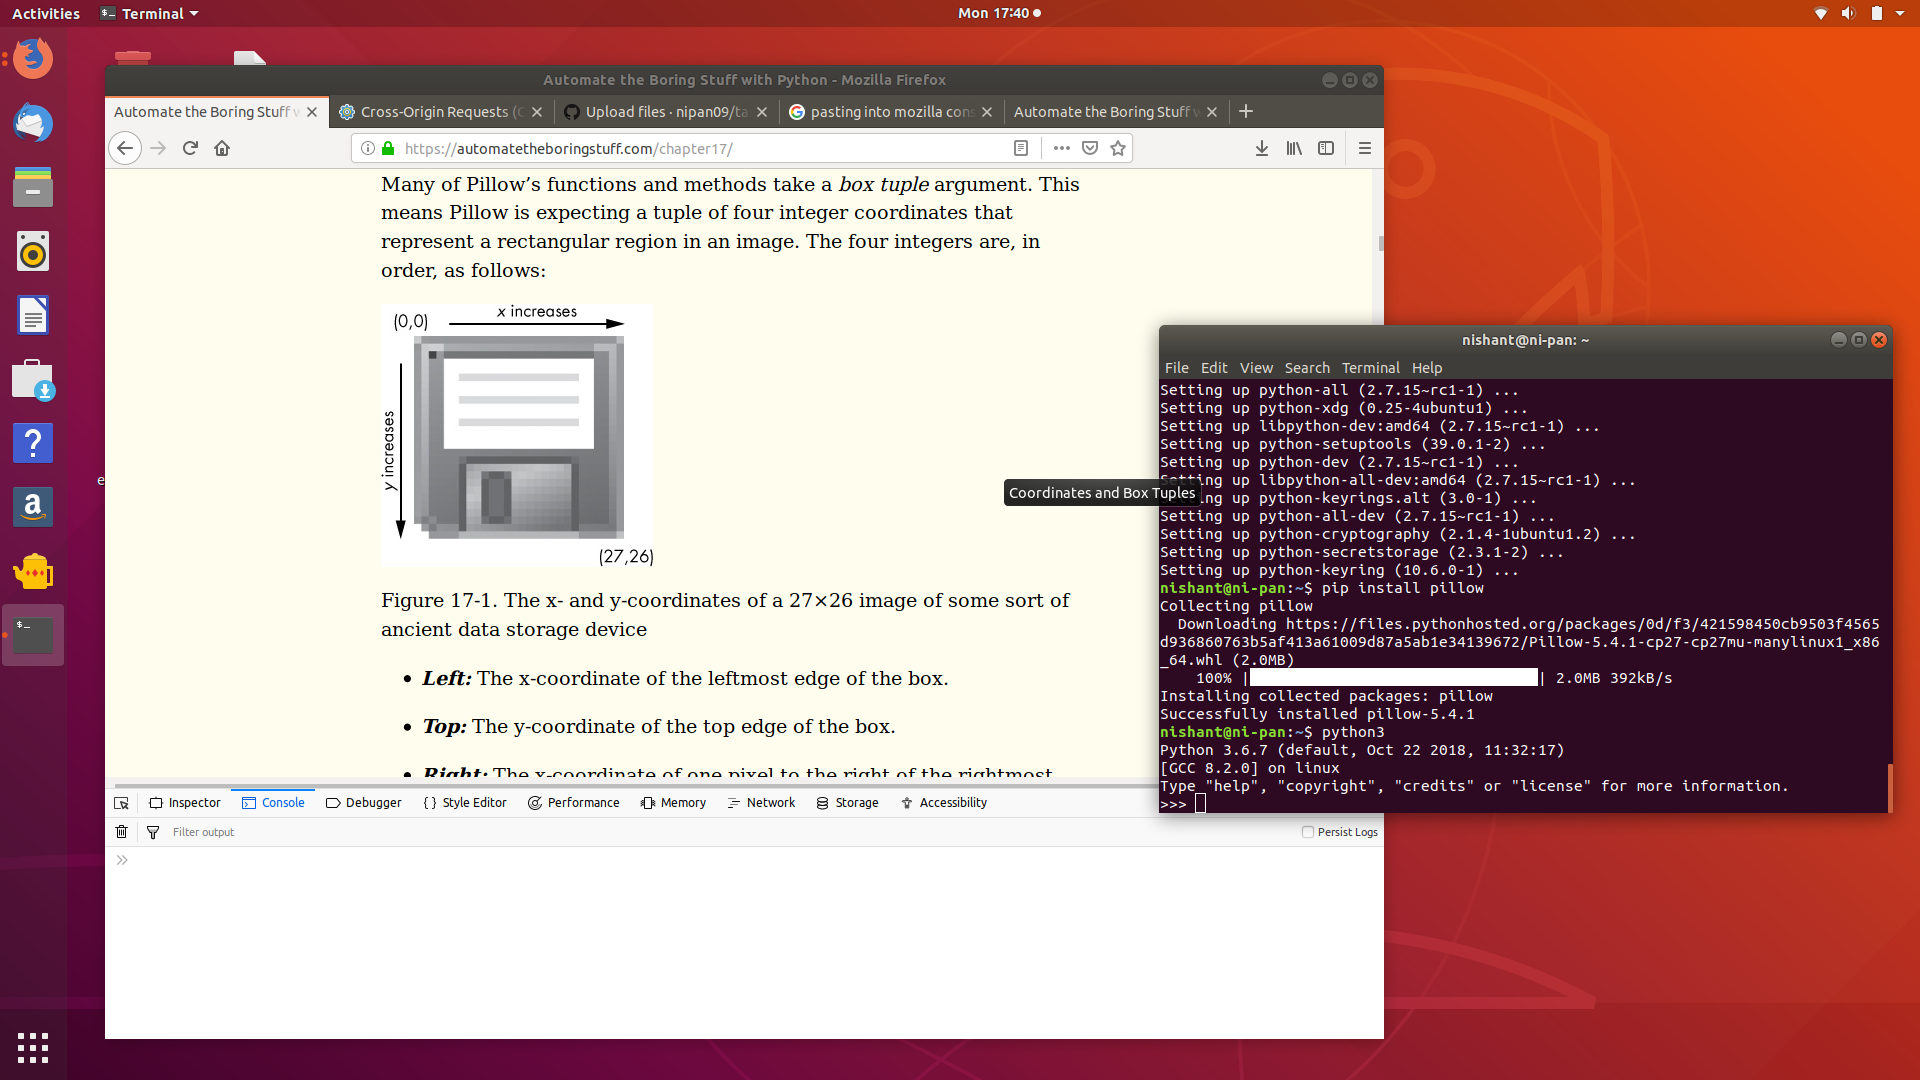 Activities
Terminal
Mon 17:40
Automate the Boring Stuff with Python - Mozilla Firefox
Automate the Boring Stuff w
Cross-Origin Requests (C
Upload files · nipan09/ta
pasting into mozilla cons
Automate the Boring Stuff w
https://automatetheboringstuff.com/chapter17/
Many of Pillow’s functions and methods take a box tuple argument. This
means Pillow is expecting a tuple of four integer coordinates that
represent a rectangular region in an image. The four integers are, in
order, as follows:
(0,0)
x increases
y increases
(27,26)
Figure 17-1. The x- and y-coordinates of a 27×26 image of some sort of
ancient data storage device
• Left: The x-coordinate of the leftmost edge of the box.
• Top: The y-coordinate of the top edge of the box.
• Right: The x-coordinate of one pixel to the right of the rightmost
Coordinates and Box Tuples
Inspector
Console
Debugger
Style Editor
Performance
Memory
Network
Storage
Accessibility
Filter output
Persist Logs
e
nishant@ni-pan: ~
File Edit View Search Terminal Help
Setting up python-all (2.7.15~rc1-1) ...
Setting up python-xdg (0.25-4ubuntu1) ...
Setting up libpython-dev:amd64 (2.7.15~rc1-1) ...
Setting up python-setuptools (39.0.1-2) ...
Setting up python-dev (2.7.15~rc1-1) ...
Setting up libpython-all-dev:amd64 (2.7.15~rc1-1) ...
up python-keyrings.alt (3.0-1) ...
Setting up python-all-dev (2.7.15~rc1-1) ...
Setting up python-cryptography (2.1.4-1ubuntu1.2) ...
Setting up python-secretstorage (2.3.1-2) ...
Setting up python-keyring (10.6.0-1) ...
nishant@ni-pan:~$ pip install pillow
Collecting pillow
Downloading https://files.pythonhosted.org/packages/0d/f3/421598450cb9503f4565
d936860763b5af413a61009d87a5ab1e34139672/Pillow-5.4.1-cp27-cp27mu-manylinux1_x86
_64.whl (2.0MB)
100% | | 2.0MB 392kB/s
Installing collected packages: pillow
Successfully installed pillow-5.4.1
nishant@ni-pan:~$ python3
Python 3.6.7 (default, Oct 22 2018, 11:32:17)
[GCC 8.2.0] on linux
Type "help", "copyright", "credits" or "license" for more information.
>>>